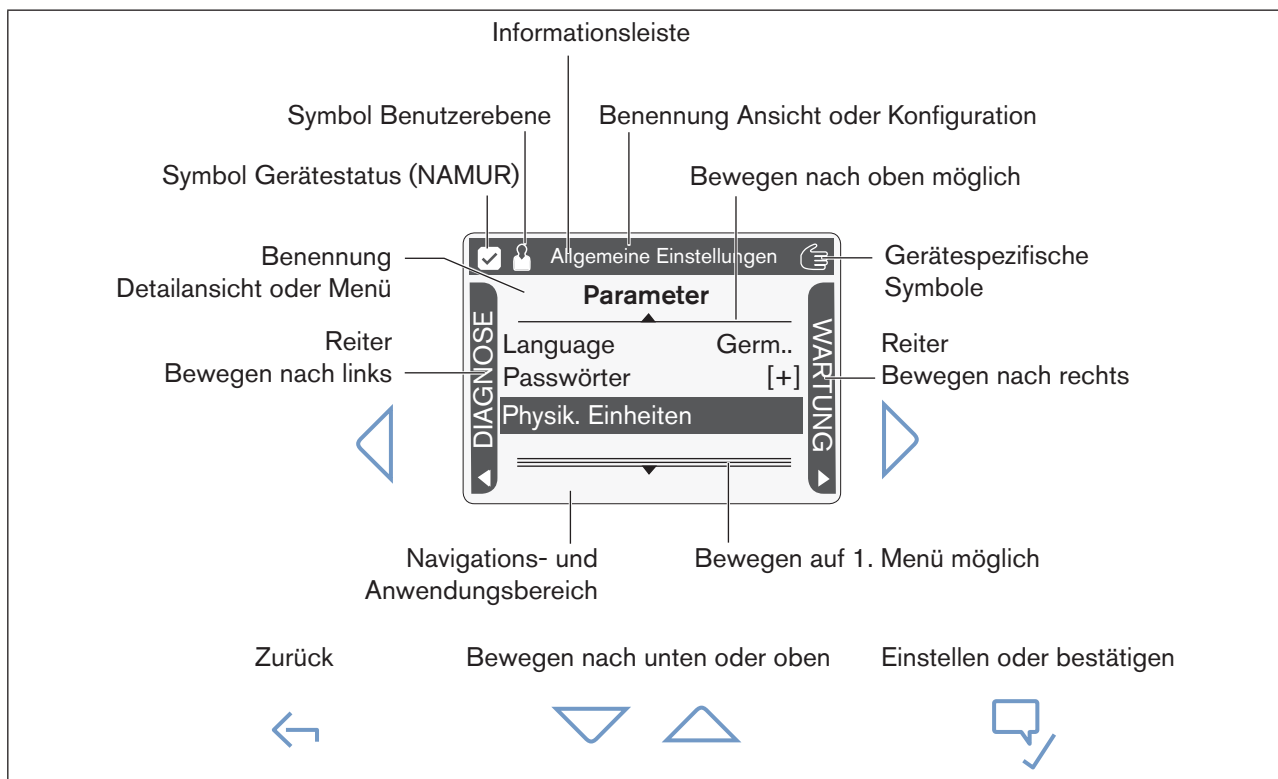 Informationsleiste
Symbol Benutzerebene
Benennung Ansicht oder Konfiguration
Symbol Gerätestatus (NAMUR)
Bewegen nach oben möglich
Benennung
Detailansicht oder Menü
Allgemeine Einstellungen
Gerätespezifische
Symbole
Parameter
Reiter
Bewegen nach links
DIAGNOSE
Language Germ..
Passwörter [+]
Physik. Einheiten
WARTUNG
Reiter
Bewegen nach rechts
Navigations- und
Anwendungsbereich
Bewegen auf 1. Menü möglich
Zurück
Bewegen nach unten oder oben
Einstellen oder bestätigen